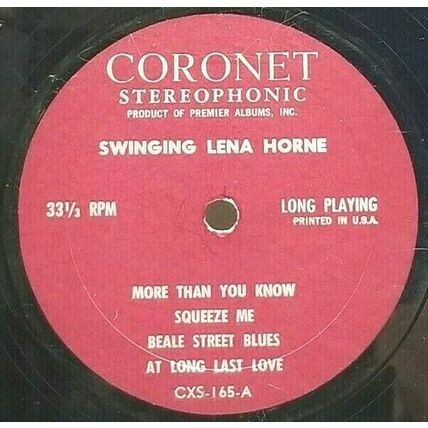 CORONET
STEREOPHONIC
PRODUCT OF PREMIER ALBUMS, INC.
SWINGING LENA HORNE
33⅓ RPM
LONG PLAYING
PRINTED IN U.S.A.
MORE THAN YOU KNOW
SQUEEZE ME
BEALE STREET BLUES
AT LONG LAST LOVE
CXS-165-A